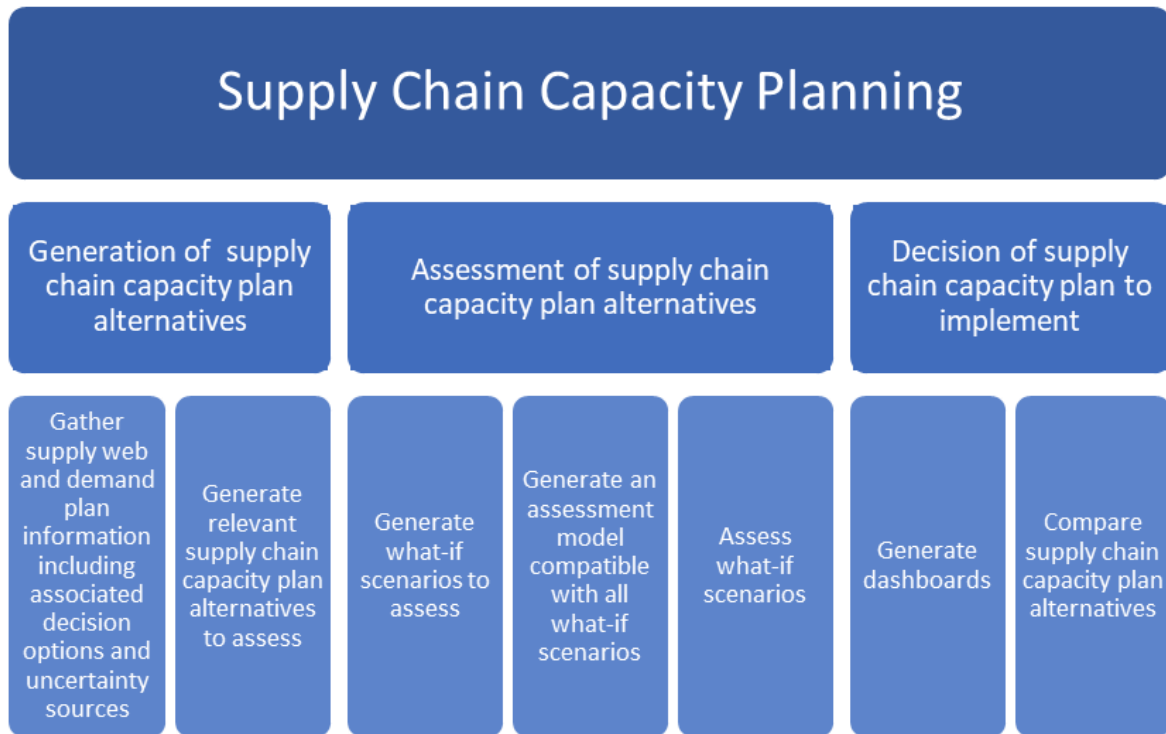 Supply Chain Capacity Planning
Generation of supply
chain capacity plan
alternatives
Assessment of supply chain
capacity plan alternatives
Decision of supply
chain capacity plan to
implement
Gather
supply web
and demand
plan
information
including
associated
decision
options and
uncertainty
sources
Generate
relevant
supply chain
capacity plan
alternatives
to assess
Generate
what-if
scenarios to
assess
Generate an
assessment
model
compatible
with all
what-if
scenarios
Assess
what-if
scenarios
Generate
dashboards
Compare
supply chain
capacity plan
alternatives